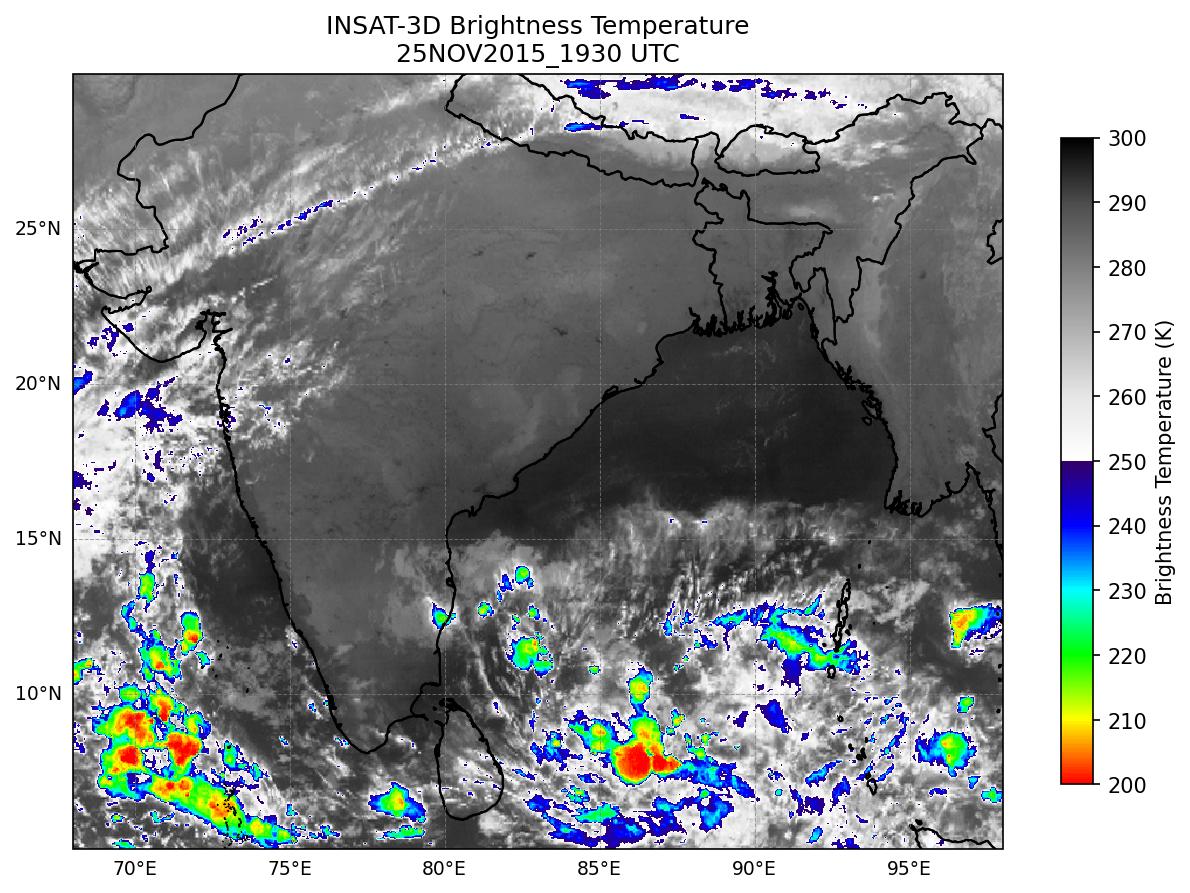 INSAT-3D Brightness Temperature
25NOV2015_1930 UTC
25°N
20°N
15°N
10°N
70°E
75°E
80°E
85°E
90°E
95°E
300
290
280
270
260
250
240
230
220
210
200
Brightness Temperature (K)